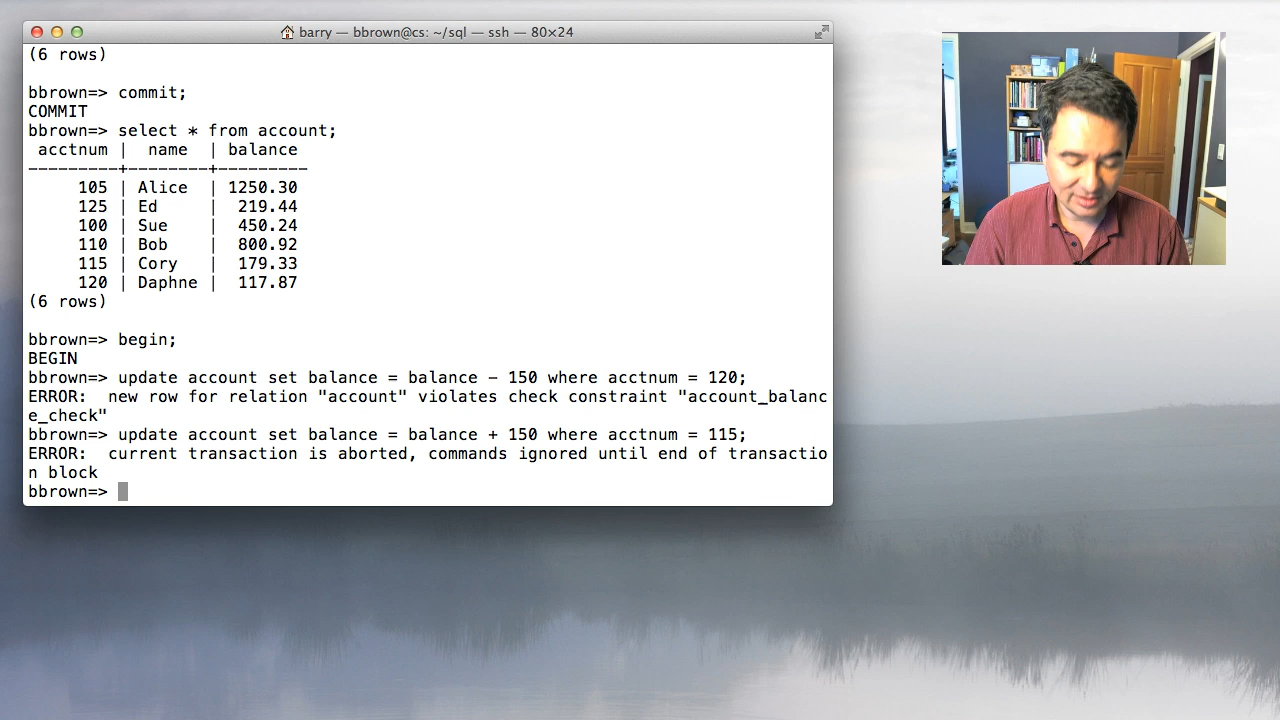 barry — bbrown@cs: ~/sql — ssh — 80×24
(6 rows)
bbrown=> commit;
COMMIT
bbrown=> select * from account;
 acctnum |  name  | balance
---------+--------+---------
     105 | Alice  | 1250.30
     125 | Ed     |  219.44
     100 | Sue    |  450.24
     110 | Bob    |  800.92
     115 | Cory   |  179.33
     120 | Daphne |  117.87
(6 rows)
bbrown=> begin;
BEGIN
bbrown=> update account set balance = balance - 150 where acctnum = 120;
ERROR:  new row for relation "account" violates check constraint "account_balanc
e_check"
bbrown=> update account set balance = balance + 150 where acctnum = 115;
ERROR:  current transaction is aborted, commands ignored until end of transactio
n block
bbrown=>